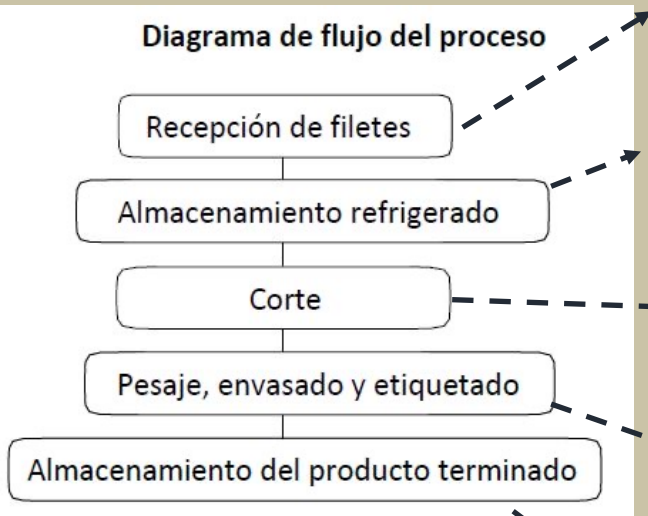 Diagrama de flujo del proceso
Recepción de filetes
Almacenamiento refrigerado
Corte
Pesaje, envasado y etiquetado
Almacenamiento del producto terminado